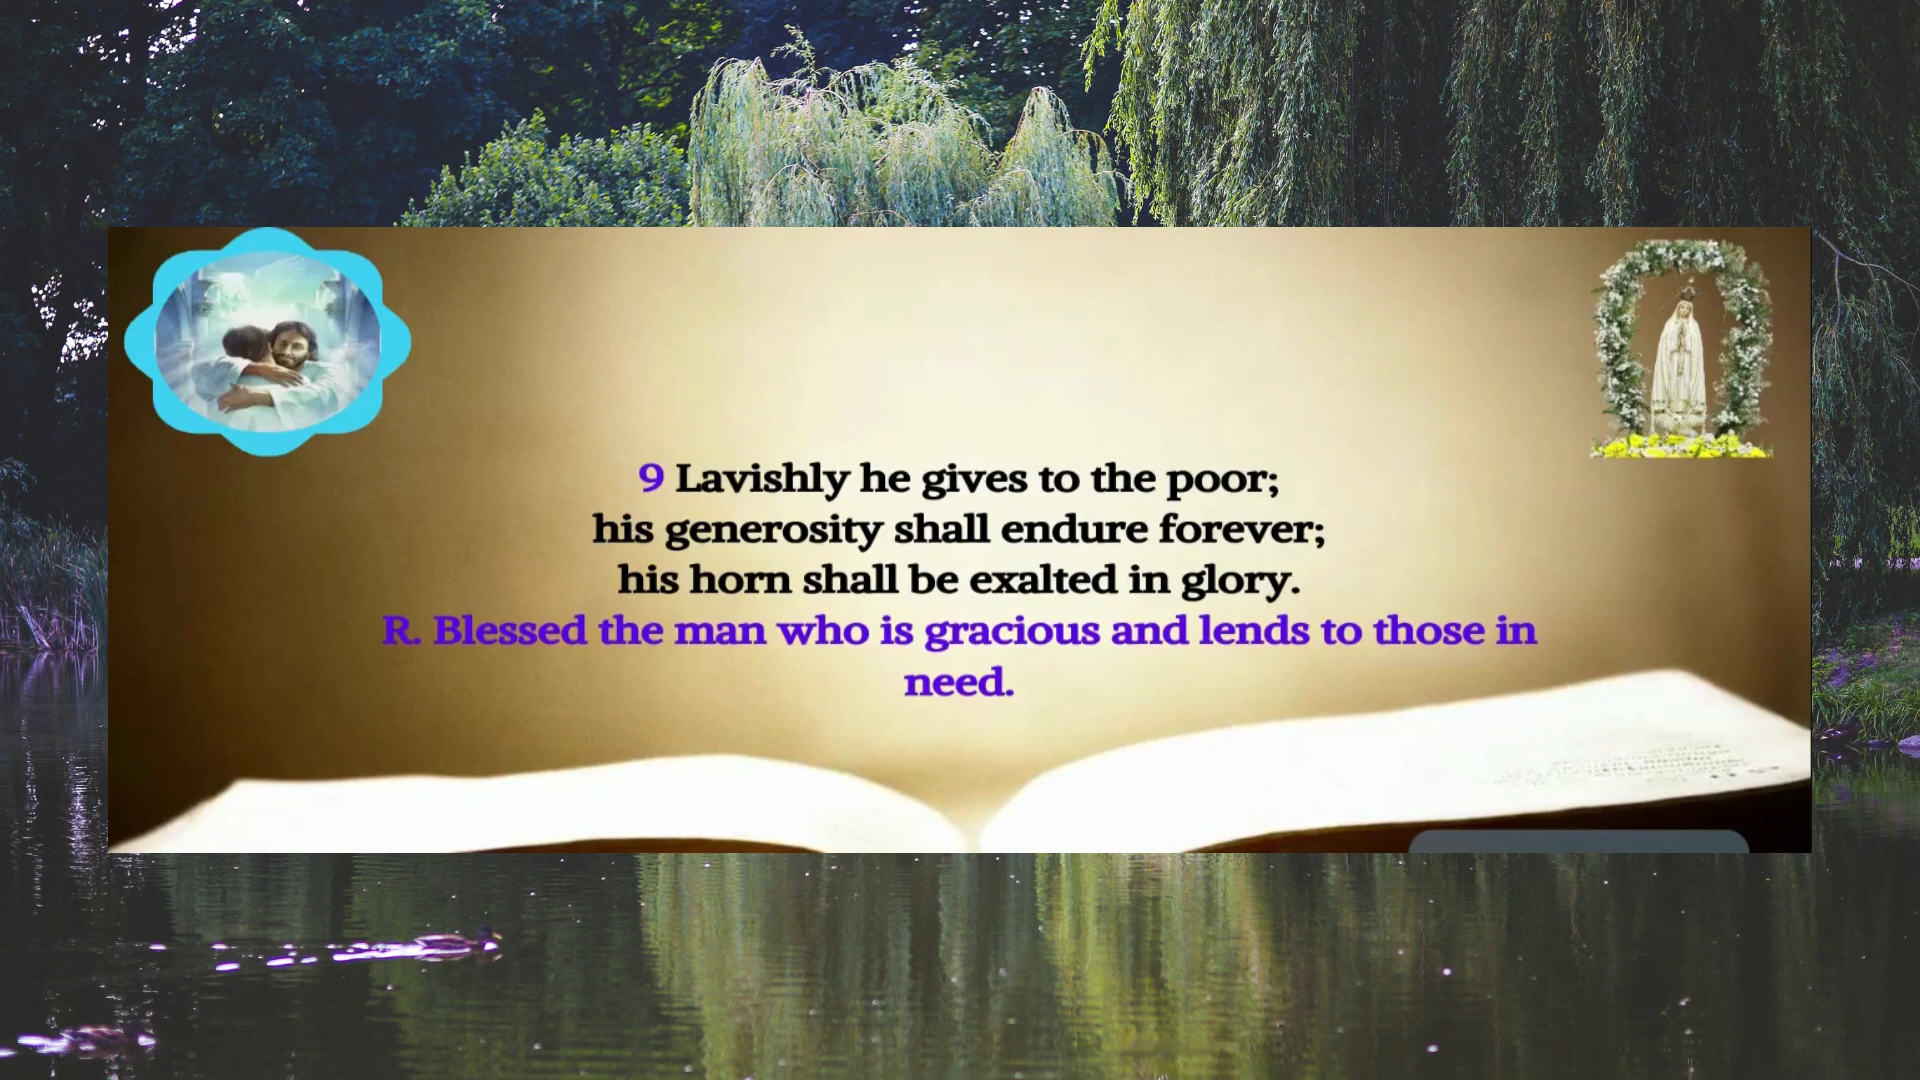 9 Lavishly he gives to the poor;
his generosity shall endure forever;
his horn shall be exalted in glory.
R. Blessed the man who is gracious and lends to those in
need.